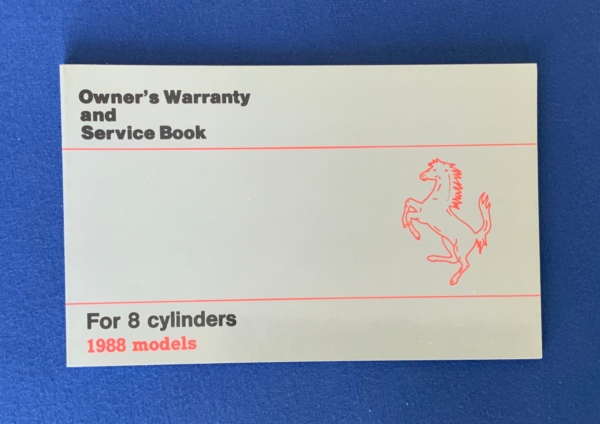 Owner's Warranty
and
Service Book
For 8 cylinders
1988 models